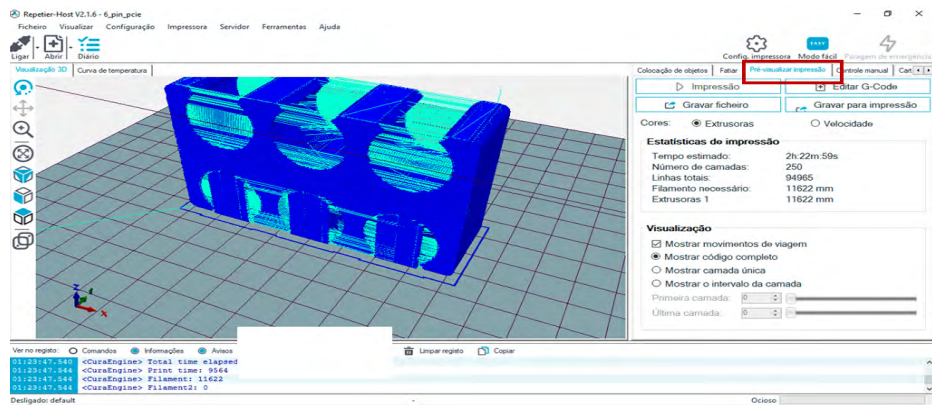 Repetier-Host V2.1.6 - 6_pin_pcie
Ficheiro Visualizar Configuração Impressora Servidor Ferramentas Ajuda
Ligar Abrir Diário Config. impressora Modo fácil Paragem de emergência
EASY
Visualização 3D Curva de temperatura Colocação de objetos Fatiar Pré-visualizar impressão Controle manual Cart
Impressão Editar G-Code
Gravar ficheiro Gravar para impressão
Cores: Extrusoras Velocidade
Estatísticas de impressão
Tempo estimado: 2h:22m:59s
Número de camadas: 250
Linhas totais: 94965
Filamento necessário: 11622 mm
Extrusoras 1 11622 mm
Visualização
Mostrar movimentos de viagem
Mostrar código completo
Mostrar camada única
Mostrar o intervalo da camada
Primeira camada: 0
Última camada: 0
Z
X
Ver no registo: Comandos Informações Avisos Limpar registo Copiar
01:23:47.540 <CuraEngine> Total time elapsed
01:23:47.544 <CuraEngine> Print time: 9564
01:23:47.544 <CuraEngine> Filament: 11622
01:23:47.544 <CuraEngine> Filament2: 0
Desligado: default - Ocioso